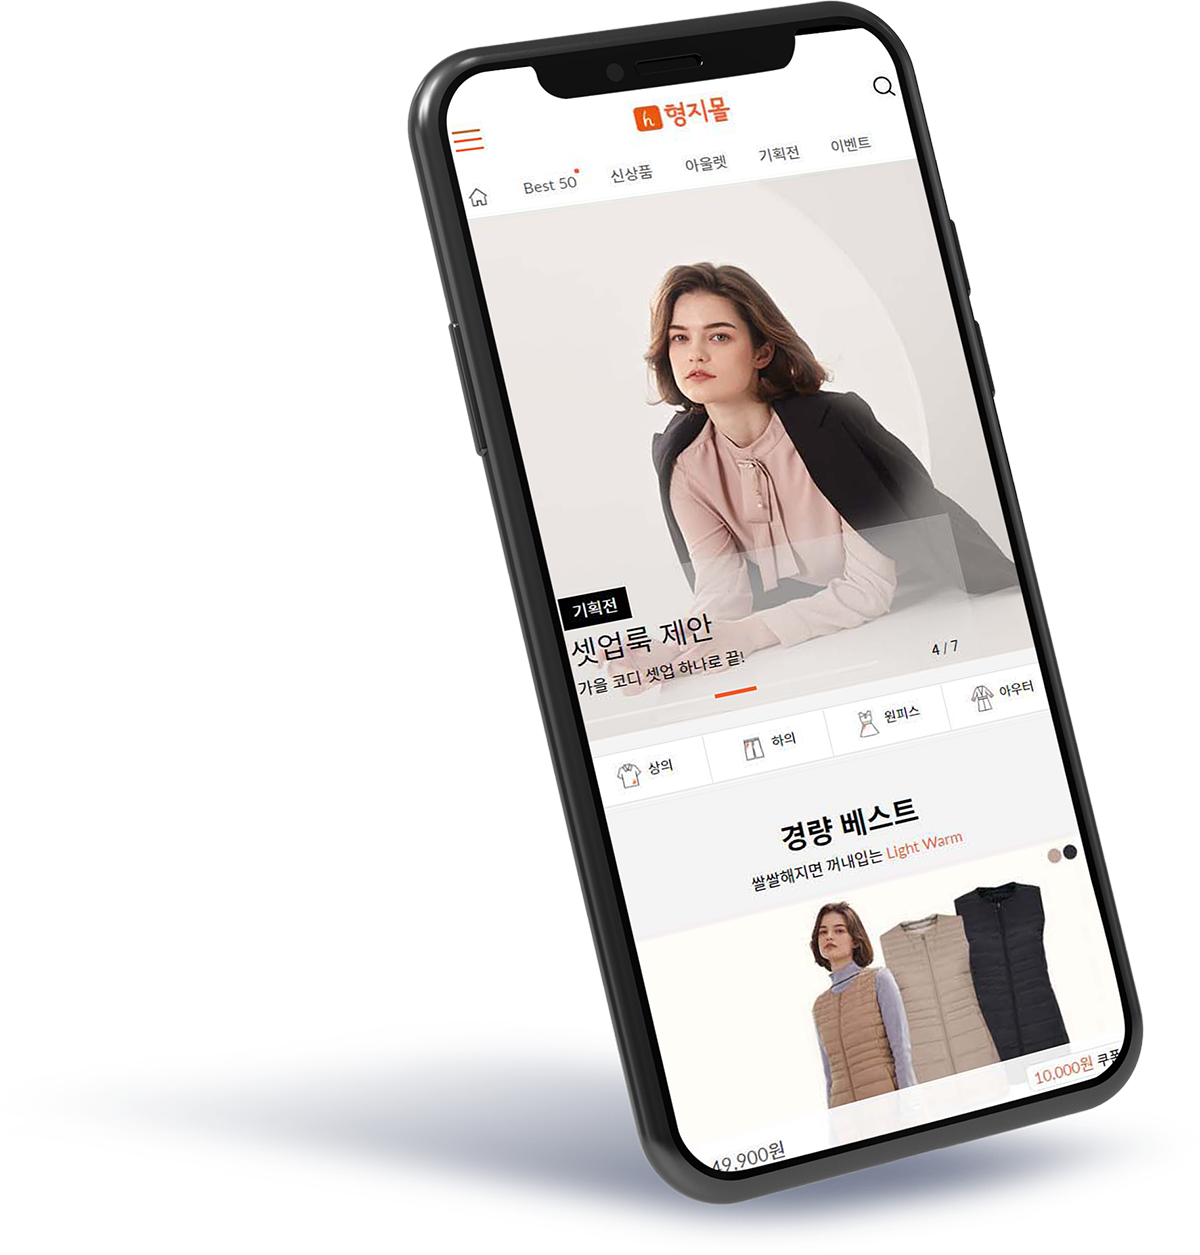 h 형지몰
Best 50 신상품 아울렛 기획전 이벤트
기획전
셋업룩 제안
가을 코디 셋업 하나로 끝!
4 / 7
상의 하의 원피스 아우터
경량 베스트
쌀쌀해지면 꺼내입는 Light Warm
10,000원 쿠폰
49,900원